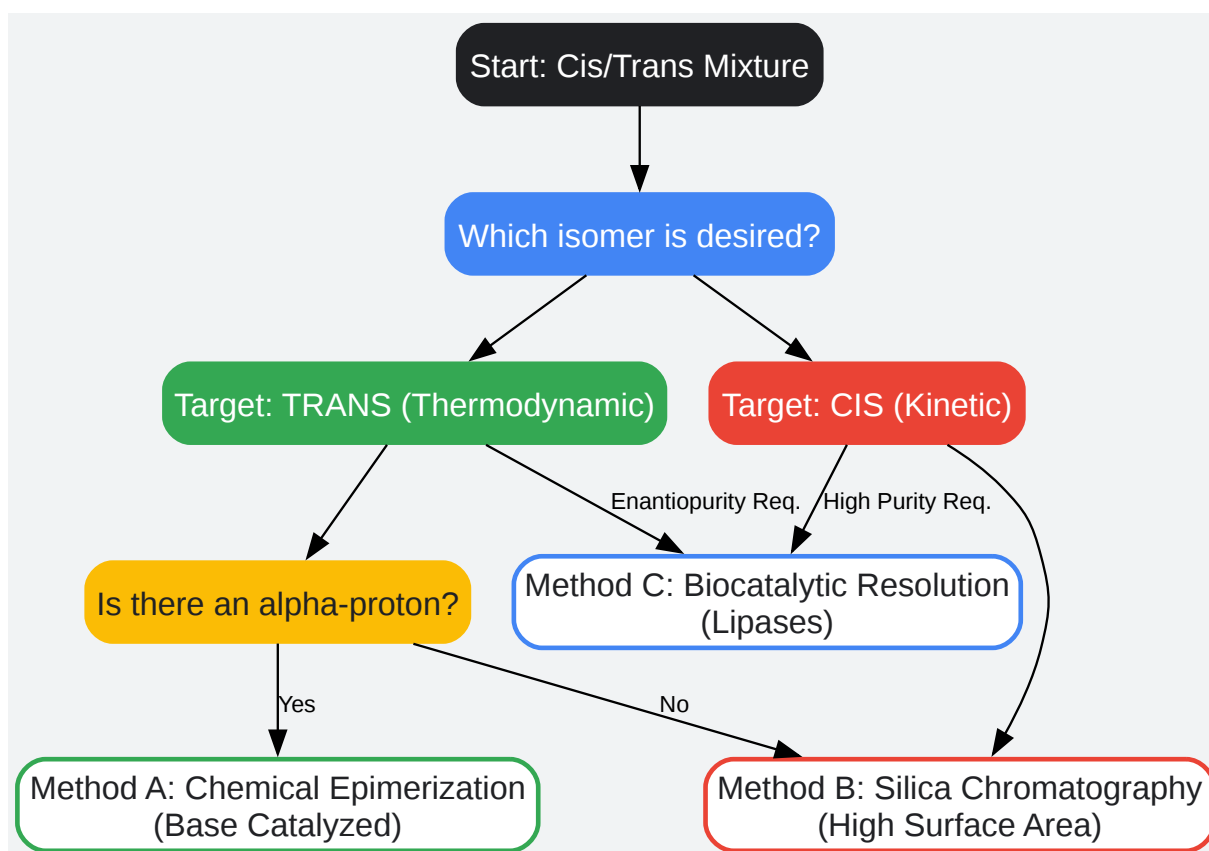 Start: Cis/Trans Mixture
Which isomer is desired?
Target: TRANS (Thermodynamic)
Target: CIS (Kinetic)
Enantiopurity Req.
High Purity Req.
Is there an alpha-proton?
Method C: Biocatalytic Resolution
(Lipases)
Yes
No
Method A: Chemical Epimerization
(Base Catalyzed)
Method B: Silica Chromatography
(High Surface Area)